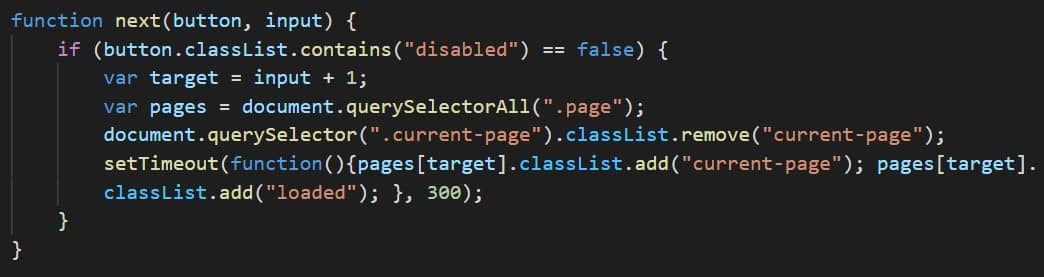 function next(button, input) {
    if (button.classList.contains("disabled") == false) {
        var target = input + 1;
        var pages = document.querySelectorAll(".page");
        document.querySelector(".current-page").classList.remove("current-page");
        setTimeout(function(){pages[target].classList.add("current-page"); pages[target].
        classList.add("loaded"); }, 300);
    }
}